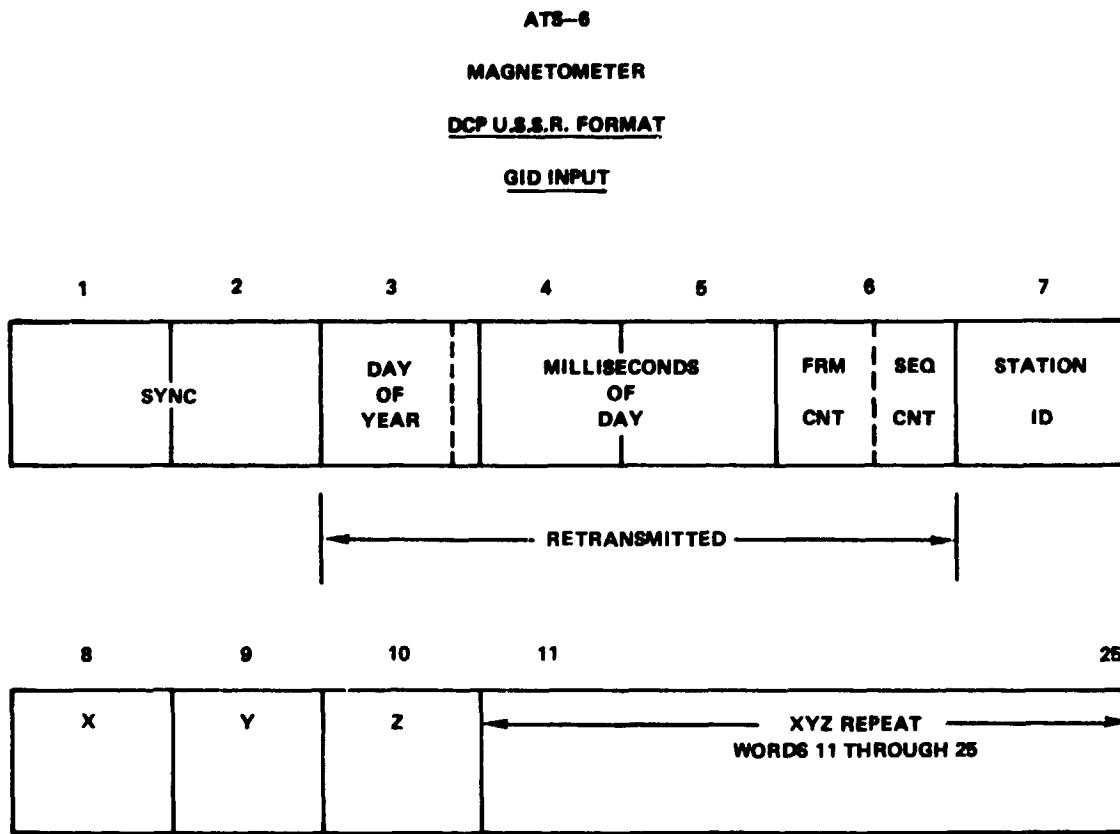 ATS-6
MAGNETOMETER
DCP U.S.S.R. FORMAT
GID INPUT
1 2 3 4 5 6 7
SYNC
DAY
OF
YEAR
MILLISECONDS
OF
DAY
FRM
CNT
SEQ
CNT
STATION
ID
RETRANSMITTED
8 9 10 11 25
X Y Z
XYZ REPEAT
WORDS 11 THROUGH 25